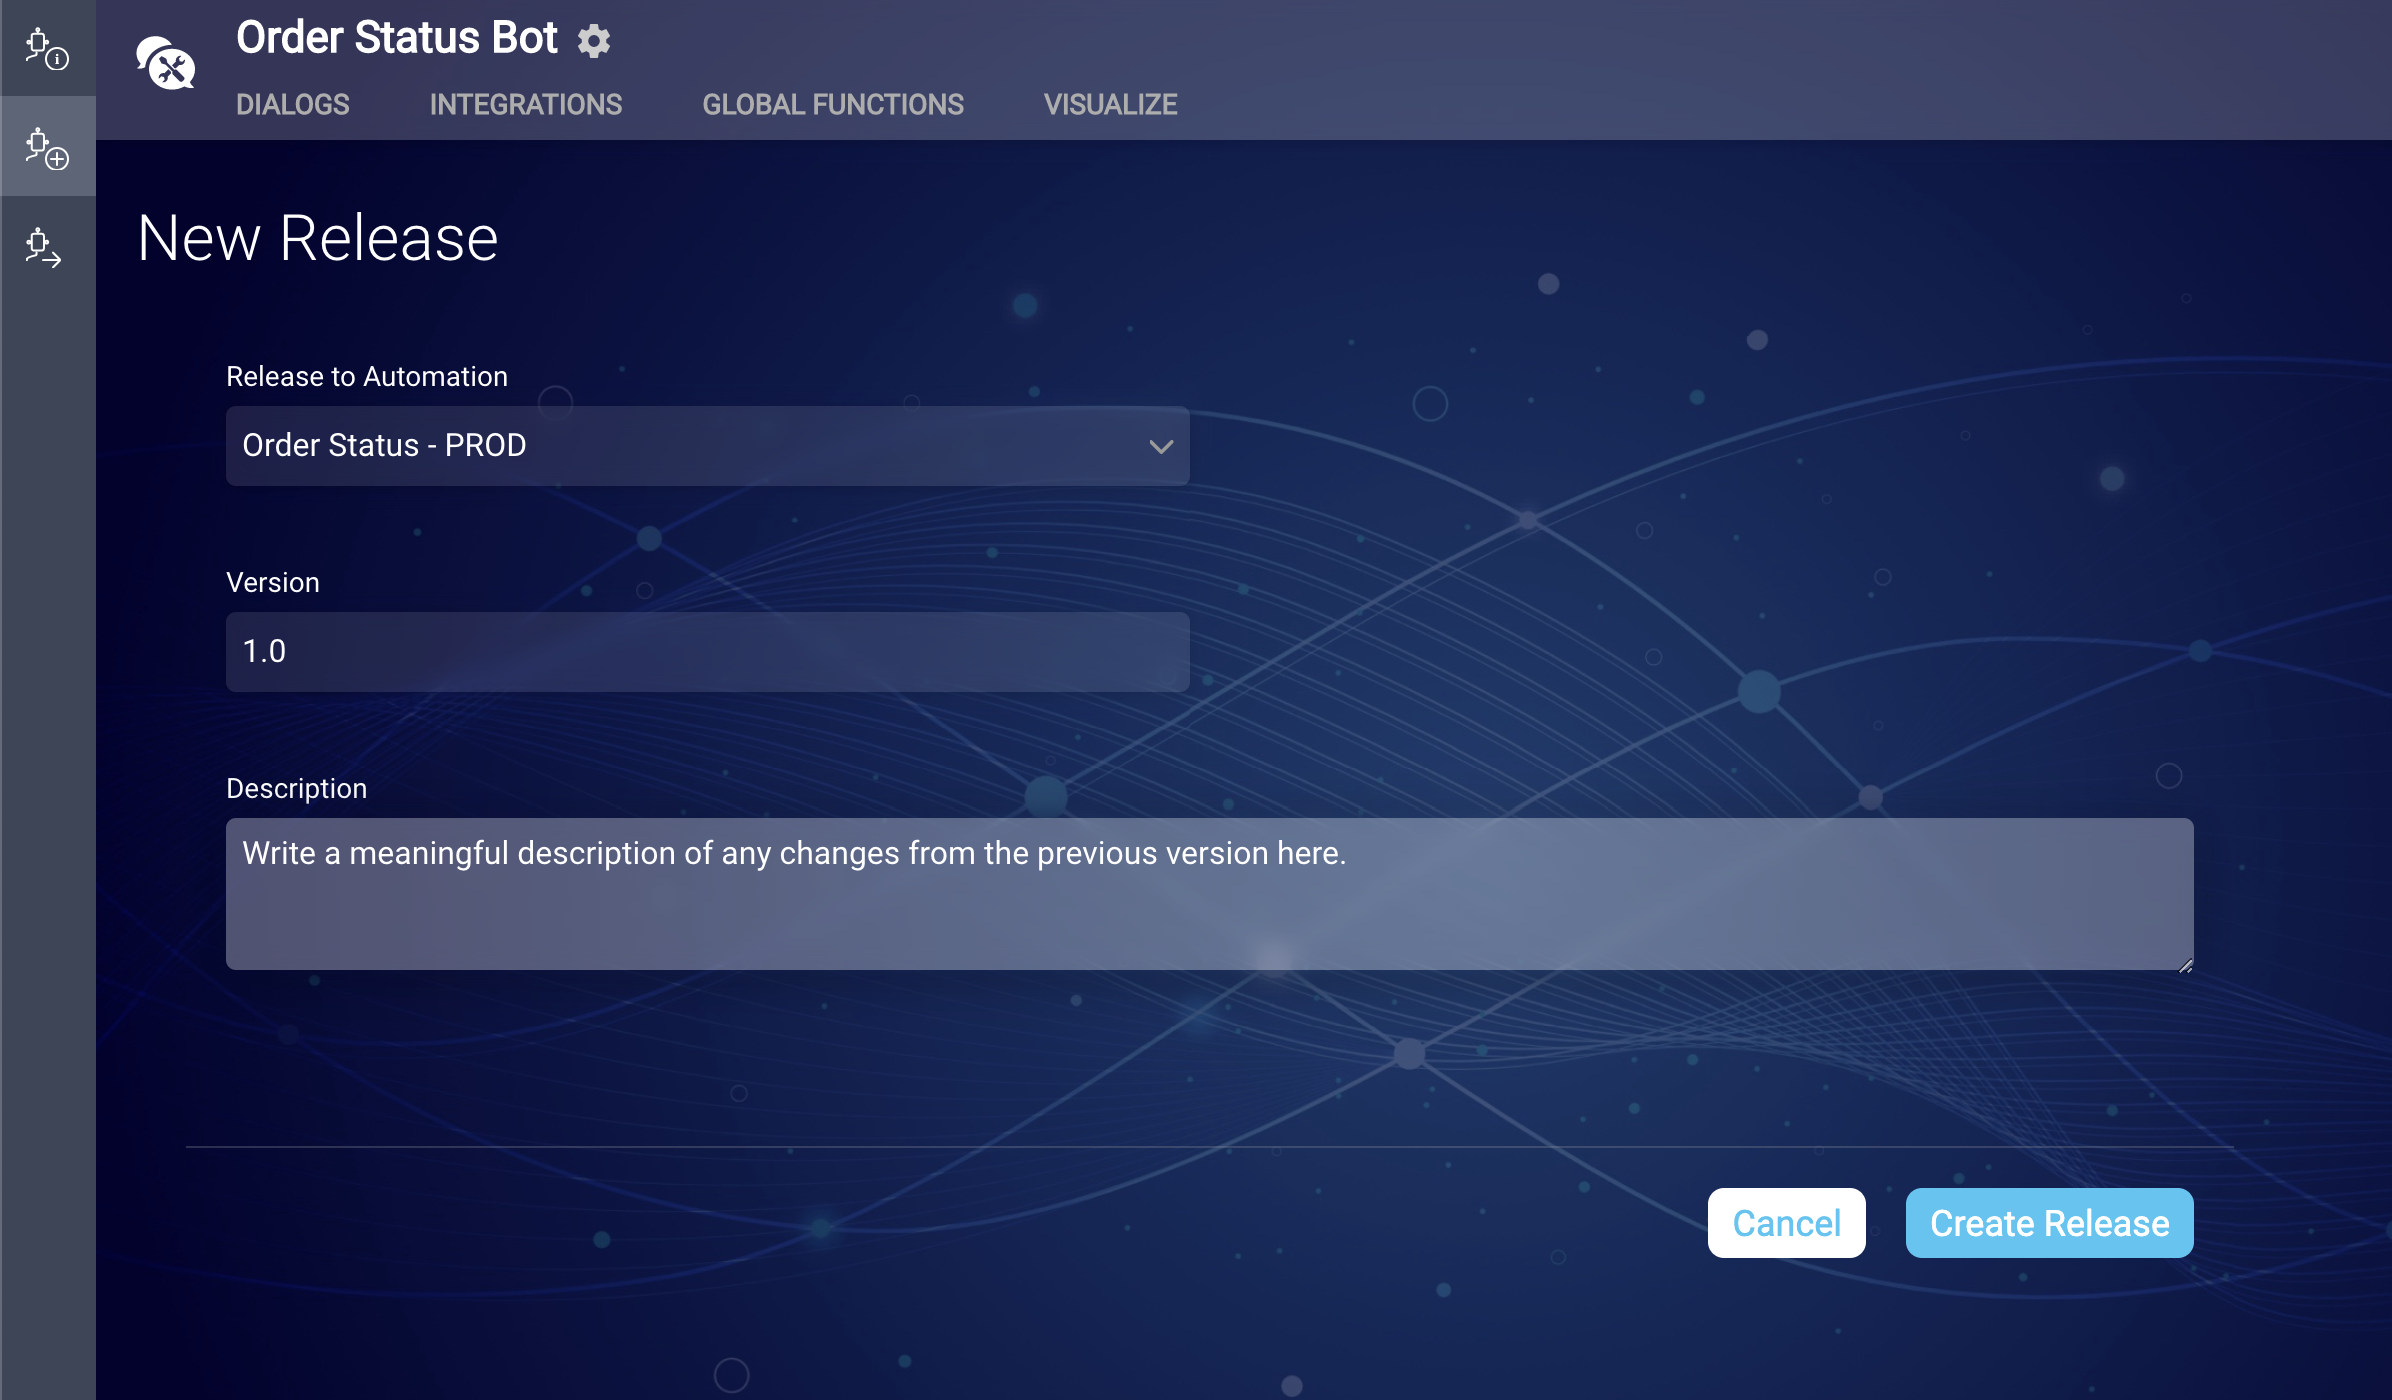 Order Status Bot
DIALOGS INTEGRATIONS GLOBAL FUNCTIONS VISUALIZE
New Release
Release to Automation
Order Status - PROD
Version
1.0
Description
Write a meaningful description of any changes from the previous version here.
Cancel Create Release